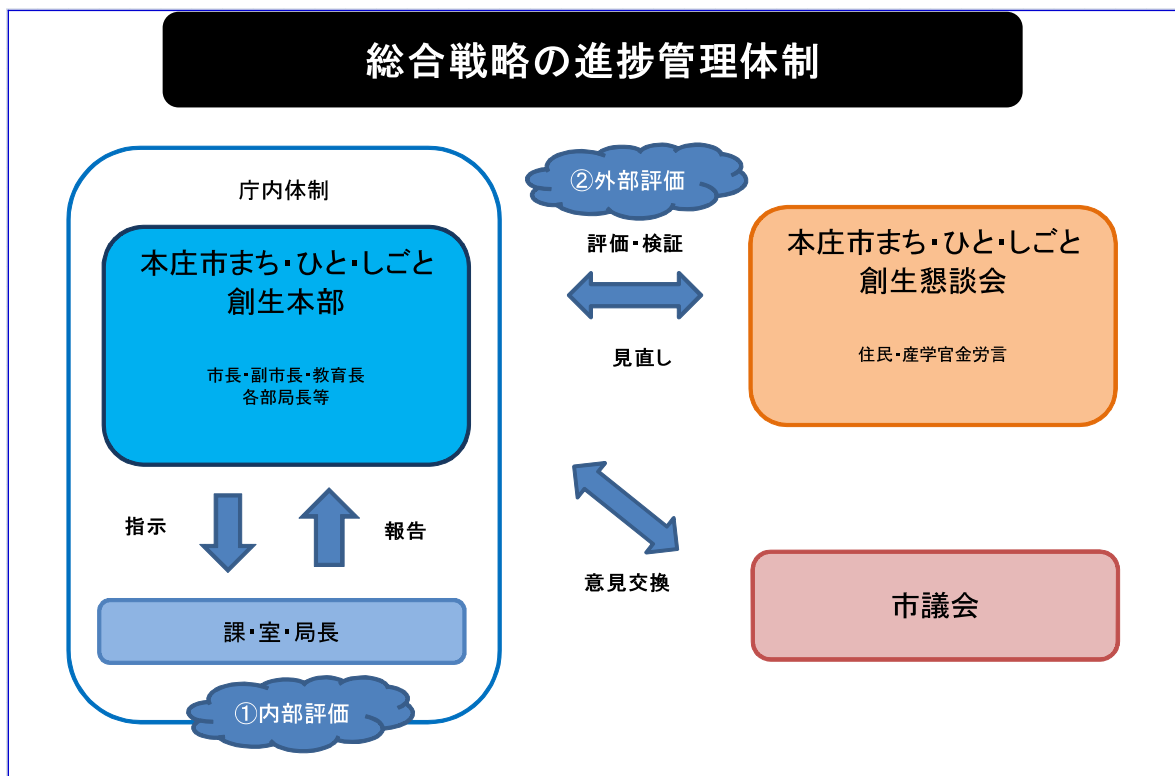 総合戦略の進捗管理体制
庁内体制
本庄市まち・ひと・しごと
創生本部
市長・副市長・教育長
各部局長等
指示
報告
課・室・局長
①内部評価
②外部評価
評価・検証
見直し
意見交換
本庄市まち・ひと・しごと
創生懇談会
住民・産学官金労言
市議会